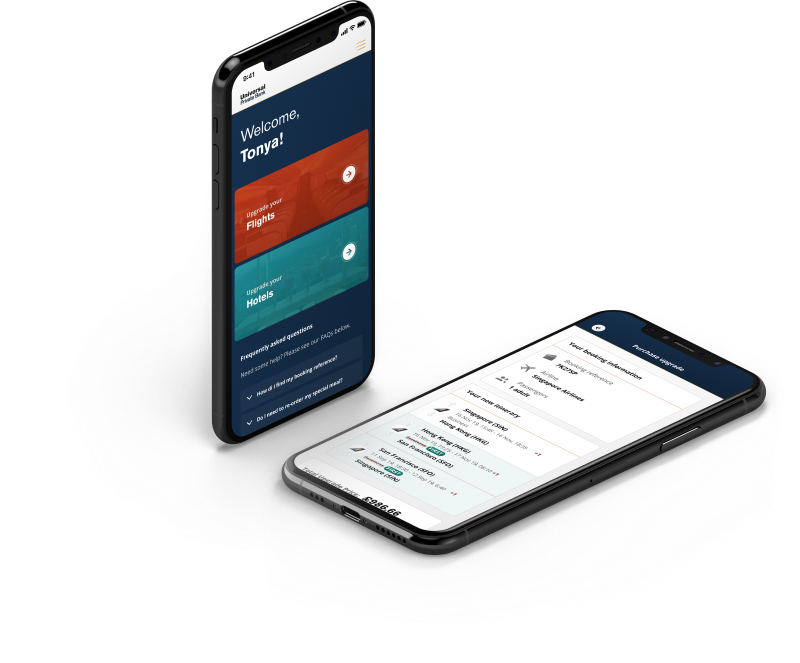 9:41
Universal
Private Bank
Welcome,
Tonya!
Upgrade your
Flights
Upgrade your
Hotels
Frequently asked questions
Need some help? Please see our FAQs below.
How do I find my booking reference?
Do I need to re-order my special meal?
Purchase upgrade
Your booking information
Booking reference
Airline
Singapore Airlines
Passengers
1 adult
Your new itinerary
Singapore (SIN)
Business
Hong Kong (HKG)
Hong Kong (HKG)
San Francisco (SFO)
San Francisco (SFO)
Singapore (SIN)
Your upgrade price
£986.66